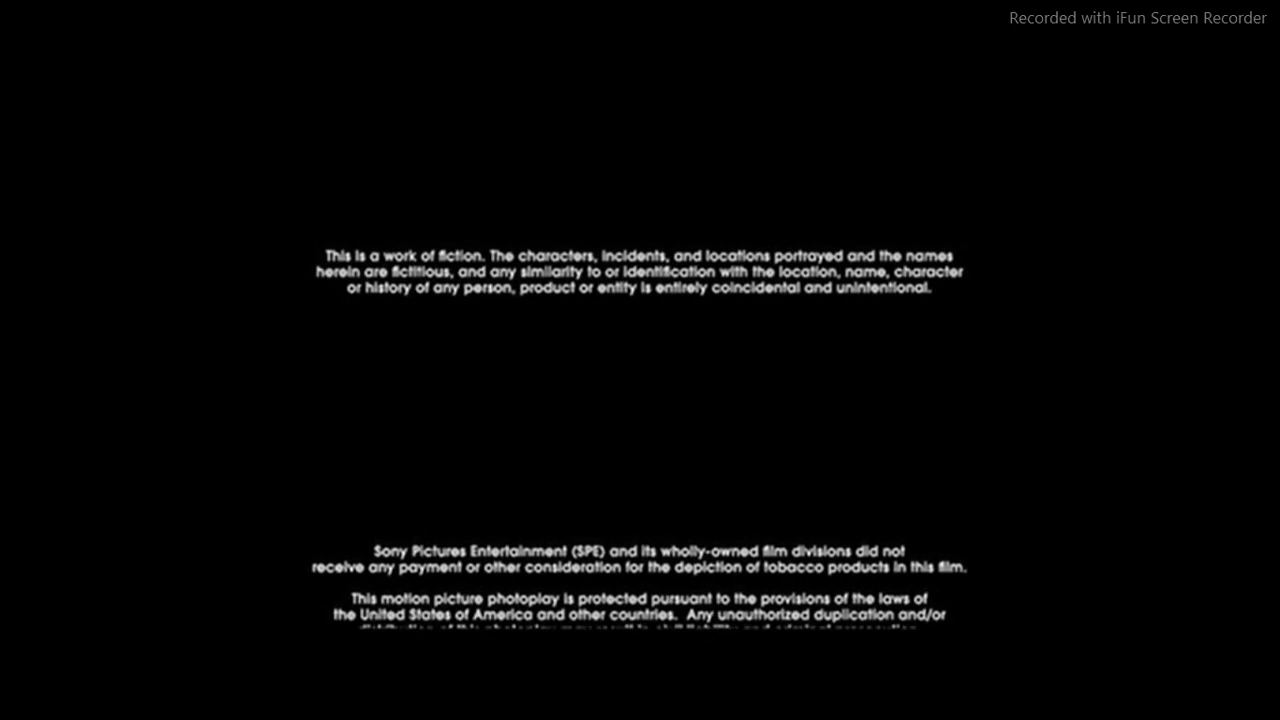 Recorded with iFun Screen Recorder
This is a work of fiction. The characters, incidents, and locations portrayed and the names
herein are fictitious, and any similarity to or identification with the location, name, character
or history of any person, product or entity is entirely coincidental and unintentional.
Sony Pictures Entertainment (SPE) and its wholly-owned film divisions did not
receive any payment or other consideration for the depiction of tobacco products in this film.
This motion picture photoplay is protected pursuant to the provisions of the laws of
the United States of America and other countries. Any unauthorized duplication and/or